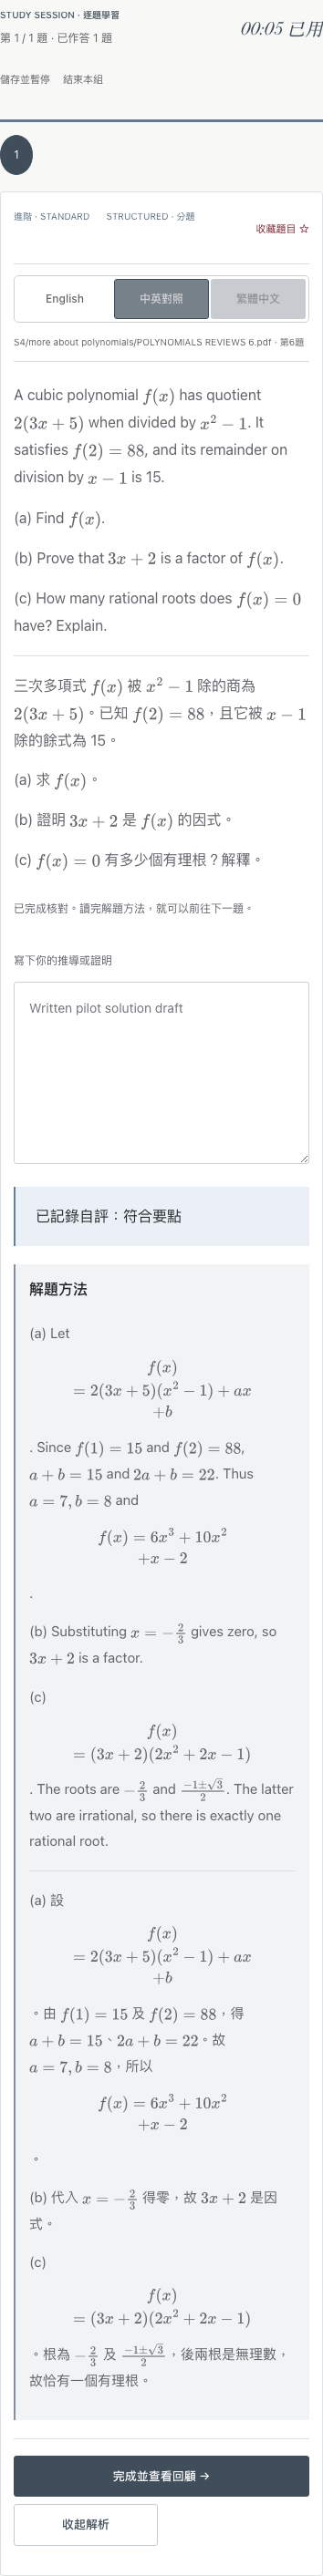 STUDY SESSION · 逐題學習
第 1 / 1 題 · 已作答 1 題
00:05 已用
儲存並暫停 結束本組
1
進階 · STANDARD STRUCTURED · 分題
收藏題目 ☆
English 中英對照 繁體中文
S4/more about polynomials/POLYNOMIALS REVIEWS 6.pdf · 第6題
A cubic polynomial f(x) has quotient
2(3x + 5) when divided by x² − 1. It
satisfies f(2) = 88, and its remainder on
division by x − 1 is 15.
(a) Find f(x).
(b) Prove that 3x + 2 is a factor of f(x).
(c) How many rational roots does f(x) = 0
have? Explain.
三次多項式 f(x) 被 x² − 1 除的商為
2(3x + 5)。已知 f(2) = 88，且它被 x − 1
除的餘式為 15。
(a) 求 f(x)。
(b) 證明 3x + 2 是 f(x) 的因式。
(c) f(x) = 0 有多少個有理根？解釋。
已完成核對。讀完解題方法，就可以前往下一題。
寫下你的推導或證明
Written pilot solution draft
已記錄自評：符合要點
解題方法
(a) Let
f(x)
= 2(3x + 5)(x² − 1) + ax
+b
. Since f(1) = 15 and f(2) = 88,
a + b = 15 and 2a + b = 22. Thus
a = 7, b = 8 and
f(x) = 6x³ + 10x²
+x − 2
.
(b) Substituting x = −2/3 gives zero, so
3x + 2 is a factor.
(c)
f(x)
= (3x + 2)(2x² + 2x − 1)
. The roots are −2/3 and (−1±√3)/2. The latter
two are irrational, so there is exactly one
rational root.
(a) 設
f(x)
= 2(3x + 5)(x² − 1) + ax
+b
。由 f(1) = 15 及 f(2) = 88，得
a + b = 15、2a + b = 22。故
a = 7, b = 8，所以
f(x) = 6x³ + 10x²
+x − 2
。
(b) 代入 x = −2/3 得零，故 3x + 2 是因
式。
(c)
f(x)
= (3x + 2)(2x² + 2x − 1)
。根為 −2/3 及 (−1±√3)/2，後兩根是無理數，
故恰有一個有理根。
完成並查看回顧 →
收起解析